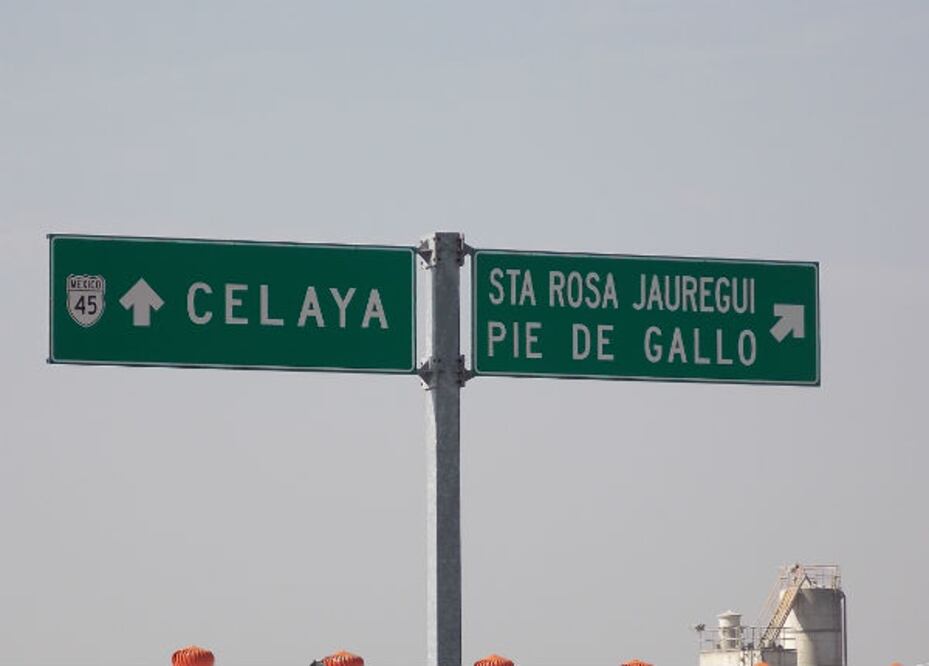 MEXICO
45
CELAYA
STA ROSA JAUREGUI
PIE DE GALLO